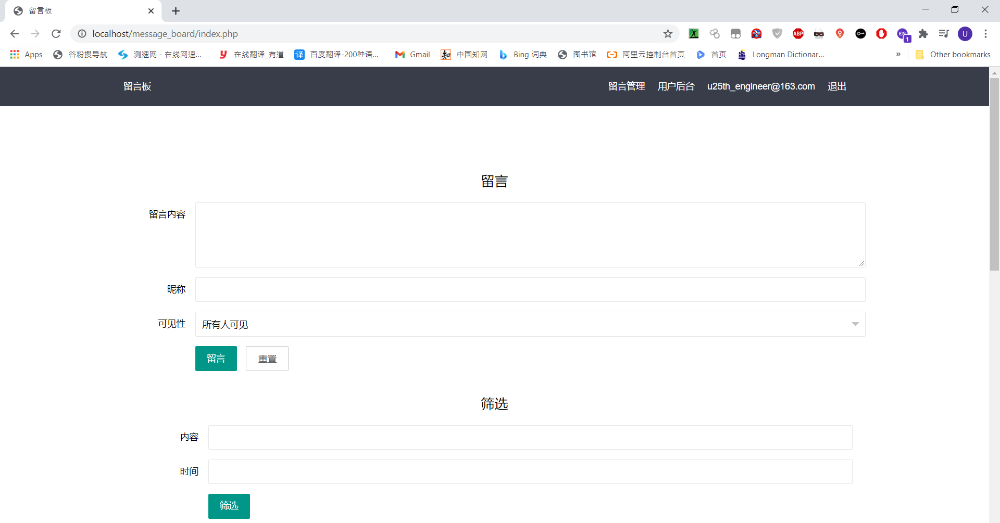 留言板
localhost/message_board/index.php
ABP EN 1 U
Apps 谷粉搜导航 测速网 - 在线网速... 在线翻译_有道 译 百度翻译-200种语... Gmail 中国知网 Bing 词典 图书馆 阿里云控制台首页 首页 Longman Dictionar... » Other bookmarks
留言板 留言管理 用户后台 u25th_engineer@163.com 退出
留言
留言内容
昵称
可见性 所有人可见
留言 重置
筛选
内容
时间
筛选